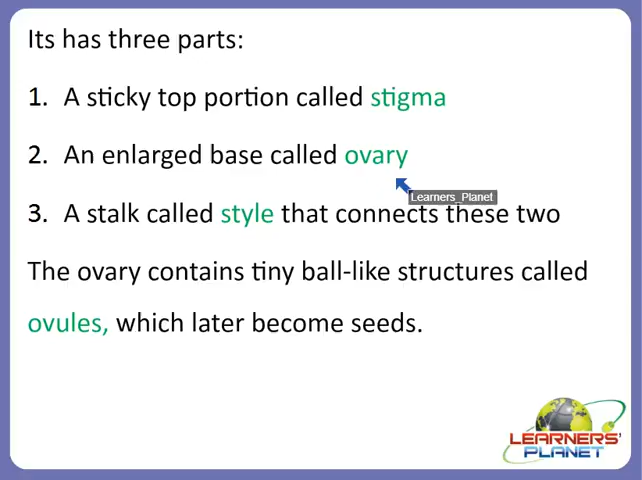 Its has three parts:
1. A sticky top portion called stigma
2. An enlarged base called ovary
Learners_Planet
3. A stalk called style that connects these two
The ovary contains tiny ball-like structures called
ovules, which later become seeds.
LEARNERS'
PLANET